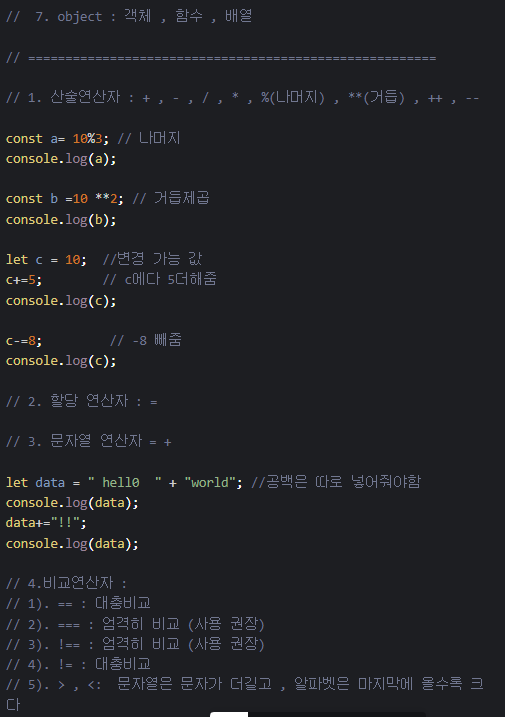 //  7. object : 객체 , 함수 , 배열
// ====================================================
// 1. 산술연산자 : + , - , / , * , %(나머지) , **(거듭) , ++ , --
const a= 10%3; // 나머지
console.log(a);
const b =10 **2; // 거듭제곱
console.log(b);
let c = 10;  //변경 가능 값
c+=5;        // c에다 5더해줌
console.log(c);
c-=8;         // -8 빼줌
console.log(c);
// 2. 할당 연산자 : =
// 3. 문자열 연산자 = +
let data = " hell0  " + "world"; //공백은 따로 넣어줘야함
console.log(data);
data+="!!";
console.log(data);
// 4.비교연산자 :
// 1). == : 대충비교
// 2). === : 엄격히 비교 (사용 권장)
// 3). !== : 엄격히 비교 (사용 권장)
// 4). != : 대충비교
// 5). > , <:  문자열은 문자가 더길고 , 알파벳은 마지막에 올수록 크
다